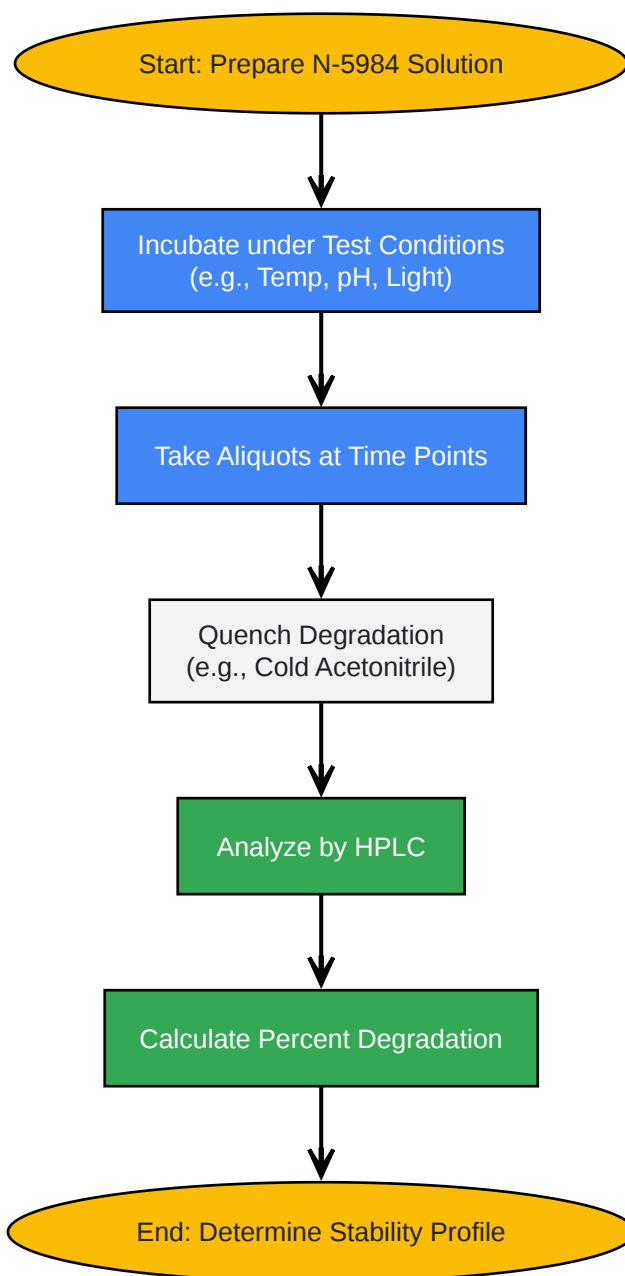 Start: Prepare N-5984 Solution
Incubate under Test Conditions
(e.g., Temp, pH, Light)
Take Aliquots at Time Points
Quench Degradation
(e.g., Cold Acetonitrile)
Analyze by HPLC
Calculate Percent Degradation
End: Determine Stability Profile